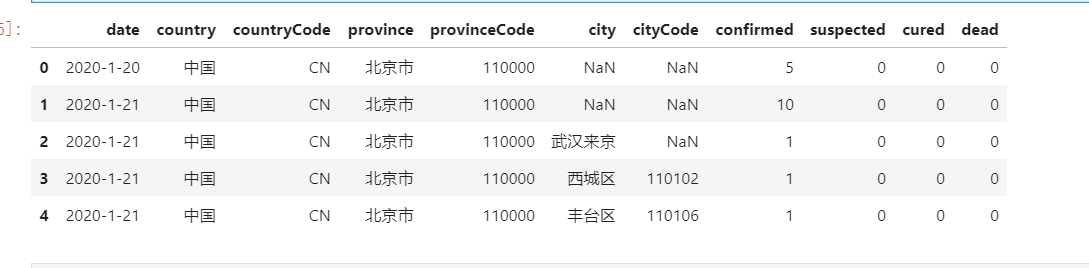 ]:
date country countryCode province provinceCode city cityCode confirmed suspected cured dead
0 2020-1-20 中国 CN 北京市 110000 NaN NaN 5 0 0 0
1 2020-1-21 中国 CN 北京市 110000 NaN NaN 10 0 0 0
2 2020-1-21 中国 CN 北京市 110000 武汉来京 NaN 1 0 0 0
3 2020-1-21 中国 CN 北京市 110000 西城区 110102 1 0 0 0
4 2020-1-21 中国 CN 北京市 110000 丰台区 110106 1 0 0 0